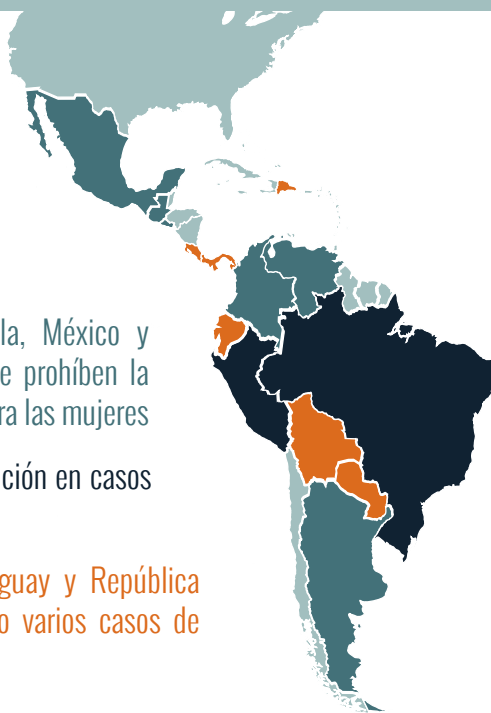 la, México y
e prohíben la
ra las mujeres
ción en casos
guay y República
o varios casos de